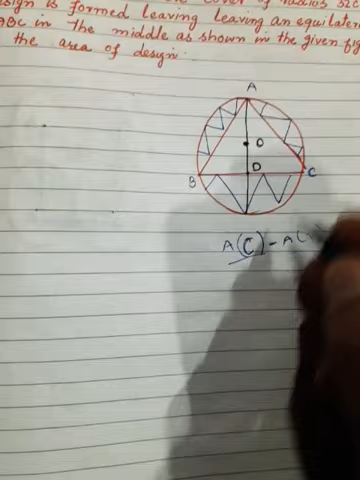 design is formed leaving leaving an equilate
ABC in the middle as shown in the given fig
the area of design.
A
O
D
B
C
A(C) - A(